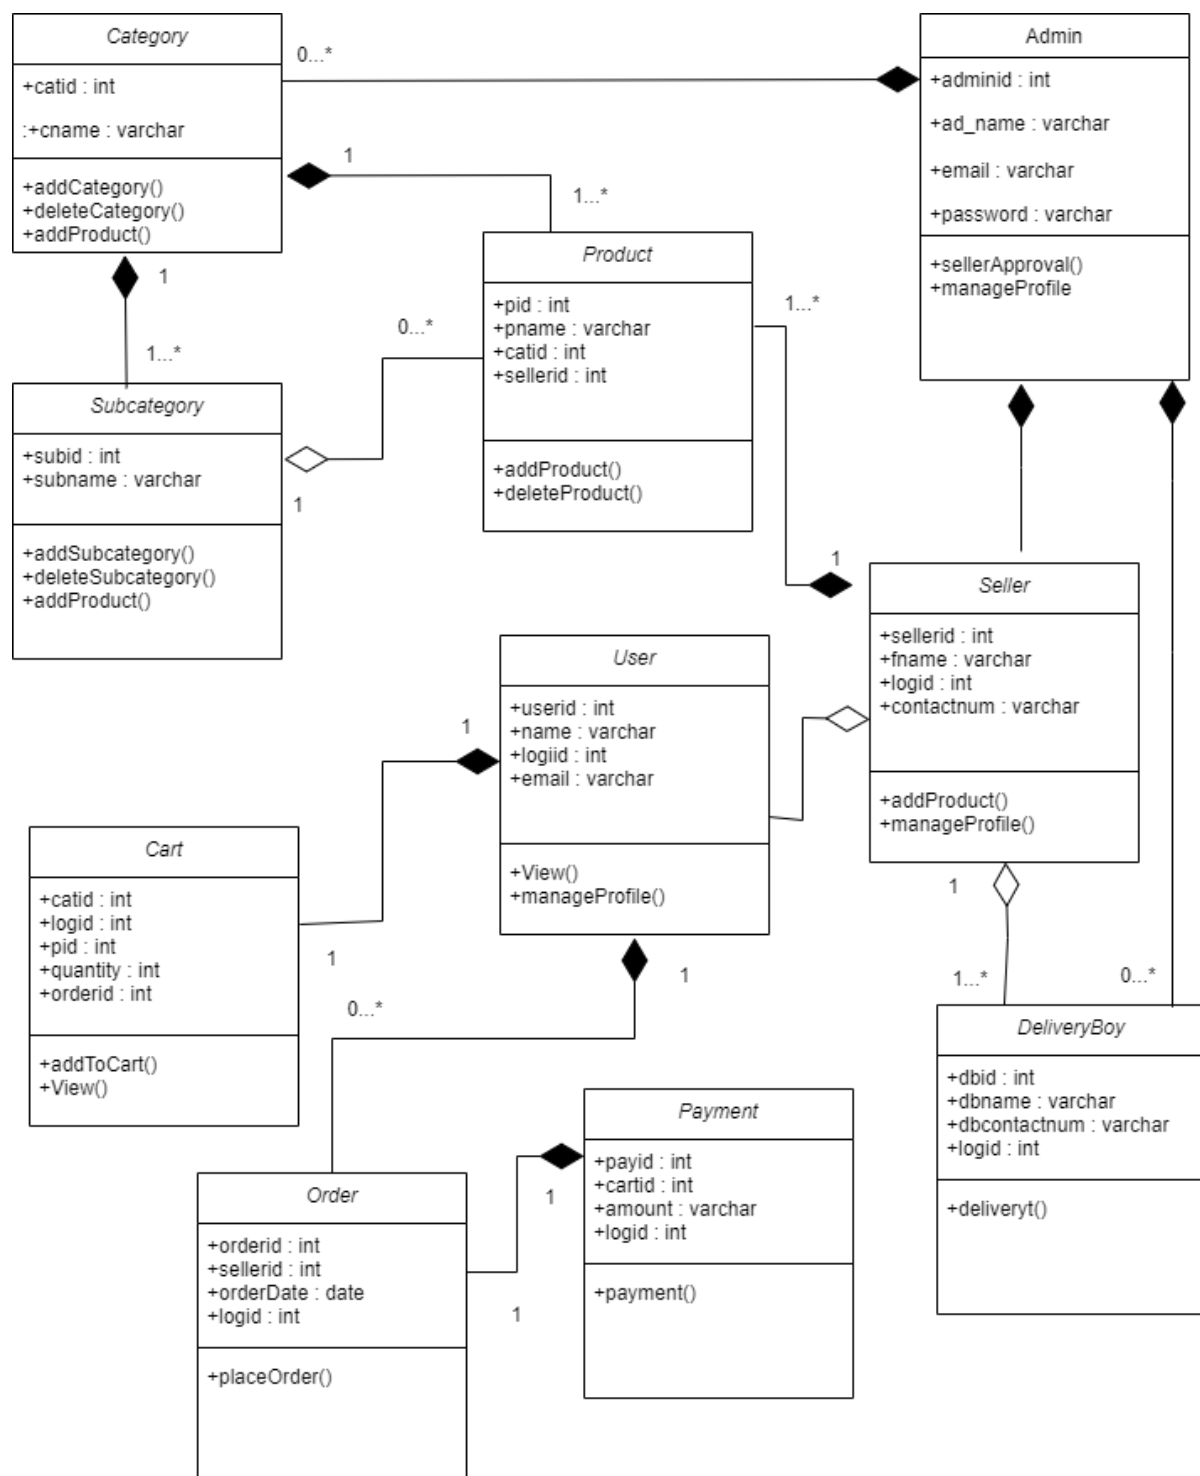 Category
+catid : int
:+cname : varchar
+addCategory()
+deleteCategory()
+addProduct()
0...*
Admin
+adminid : int
+ad_name : varchar
+email : varchar
+password : varchar
+sellerApproval()
+manageProfile
1
1...*
Product
+pid : int
+pname : varchar
+catid : int
+sellerid : int
+addProduct()
+deleteProduct()
1
1...*
0...*
1...*
Subcategory
+subid : int
+subname : varchar
+addSubcategory()
+deleteSubcategory()
+addProduct()
1
1
Seller
+sellerid : int
+fname : varchar
+logid : int
+contactnum : varchar
+addProduct()
+manageProfile()
User
+userid : int
+name : varchar
+logiid : int
+email : varchar
+View()
+manageProfile()
1
Cart
+catid : int
+logid : int
+pid : int
+quantity : int
+orderid : int
+addToCart()
+View()
1
1
0...*
1
1...*
0...*
DeliveryBoy
+dbid : int
+dbname : varchar
+dbcontactnum : varchar
+logid : int
+deliveryt()
Payment
+payid : int
+cartid : int
+amount : varchar
+logid : int
+payment()
1
1
Order
+orderid : int
+sellerid : int
+orderDate : date
+logid : int
+placeOrder()